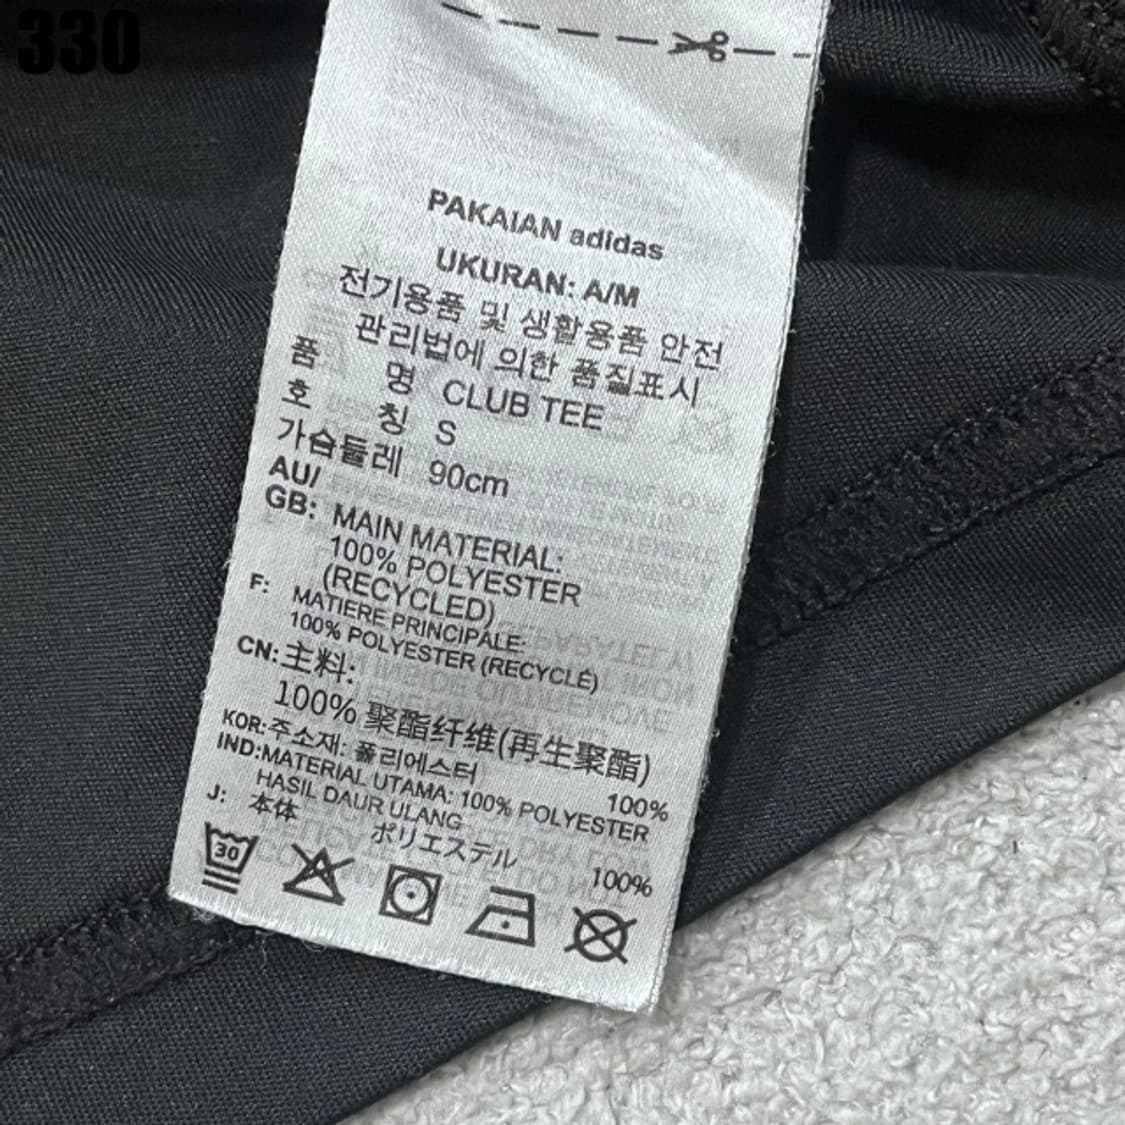 330
PAKAIAN adidas
UKURAN: A/M
전기용품 및 생활용품 안전
관리법에 의한 품질표시
품 명 CLUB TEE
호 칭 S
가슴둘레 90cm
AU/
GB: MAIN MATERIAL:
100% POLYESTER
(RECYCLED)
F: MATIERE PRINCIPALE:
100% POLYESTER (RECYCLÉ)
CN:主料:
100% 聚酯纤维(再生聚酯)
KOR:주소재: 폴리에스터 100%
IND:MATERIAL UTAMA: 100% POLYESTER
HASIL DAUR ULANG
J: 本体
ポリエステル 100%
30